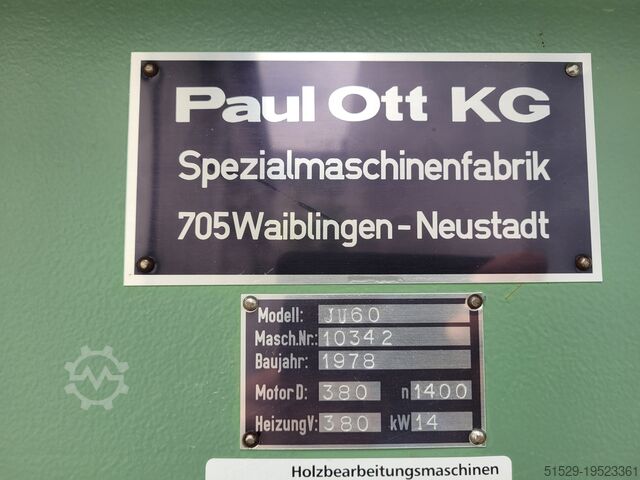 Paul Ott KG
Spezialmaschinenfabrik
705 Waiblingen-Neustadt
Modell: JU60
Masch.Nr.: 10342
Baujahr: 1978
Motor D: 380 n 1400
Heizung V: 380 kW 14
Holzbearbeitungsmaschinen
51529-19523361